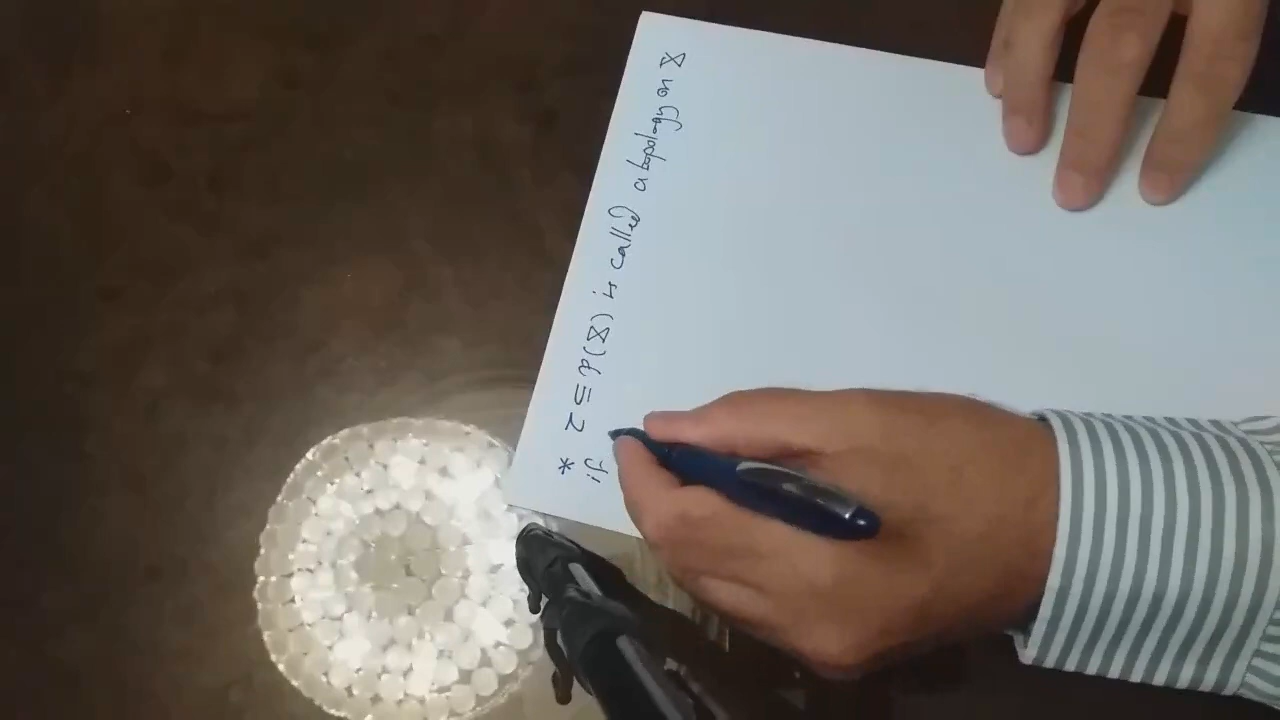 * τ ⊆ P(X) is called a topology on X
if